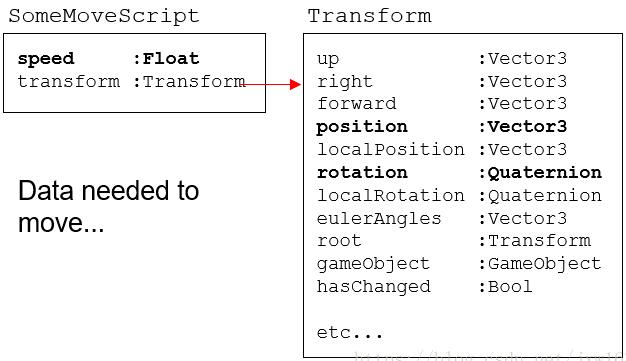 SomeMoveScript
speed :Float
transform :Transform
Data needed to
move...
Transform
up :Vector3
right :Vector3
forward :Vector3
position :Vector3
localPosition :Vector3
rotation :Quaternion
localRotation :Quaternion
eulerAngles :Vector3
root :Transform
gameObject :GameObject
hasChanged :Bool
etc...